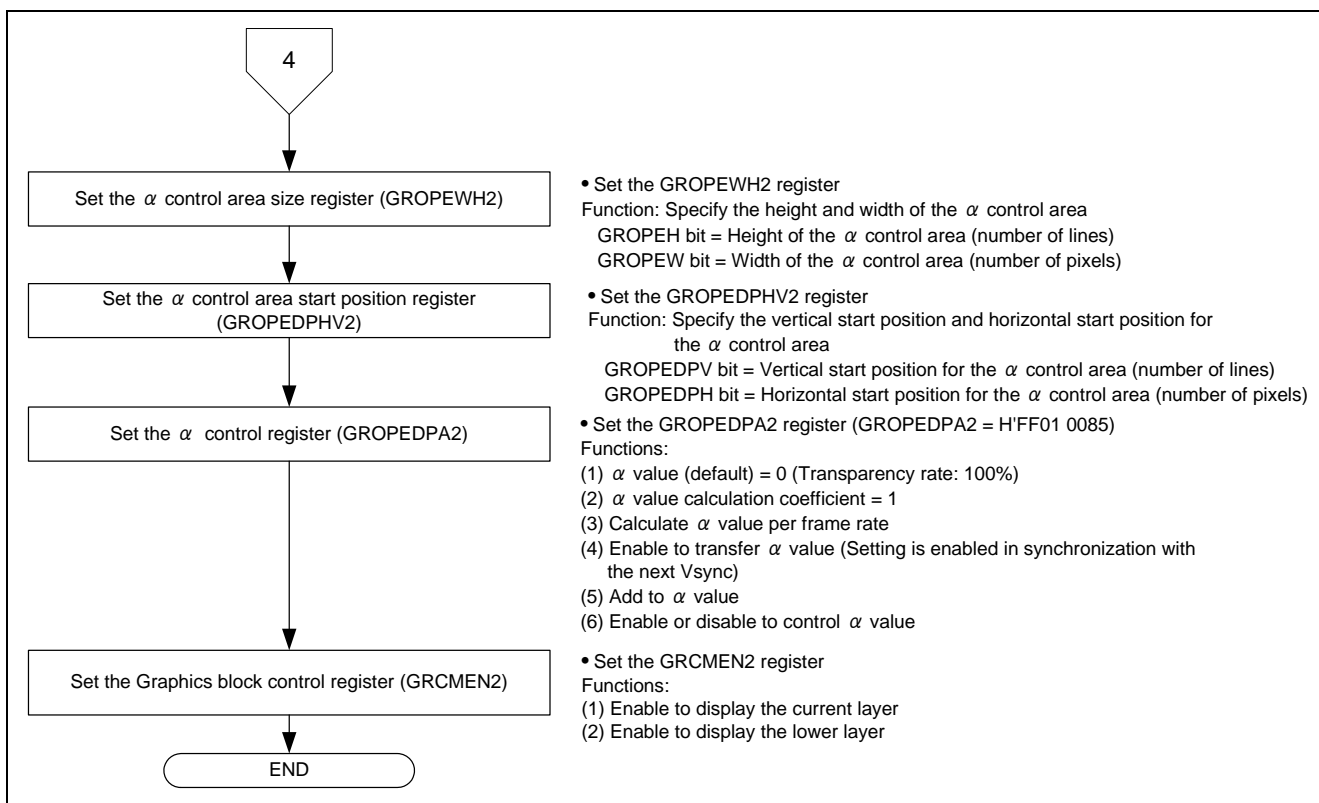 4
Set the α control area size register (GROPEWH2)
• Set the GROPEWH2 register
Function: Specify the height and width of the α control area
GROPEH bit = Height of the α control area (number of lines)
GROPEW bit = Width of the α control area (number of pixels)
Set the α control area start position register
(GROPEDPHV2)
• Set the GROPEDPHV2 register
Function: Specify the vertical start position and horizontal start position for
the α control area
GROPEDPV bit = Vertical start position for the α control area (number of lines)
GROPEDPH bit = Horizontal start position for the α control area (number of pixels)
Set the α control register (GROPEDPA2)
• Set the GROPEDPA2 register (GROPEDPA2 = H'FF01 0085)
Functions:
(1) α value (default) = 0 (Transparency rate: 100%)
(2) α value calculation coefficient = 1
(3) Calculate α value per frame rate
(4) Enable to transfer α value (Setting is enabled in synchronization with
the next Vsync)
(5) Add to α value
(6) Enable or disable to control α value
Set the Graphics block control register (GRCMEN2)
• Set the GRCMEN2 register
Functions:
(1) Enable to display the current layer
(2) Enable to display the lower layer
END